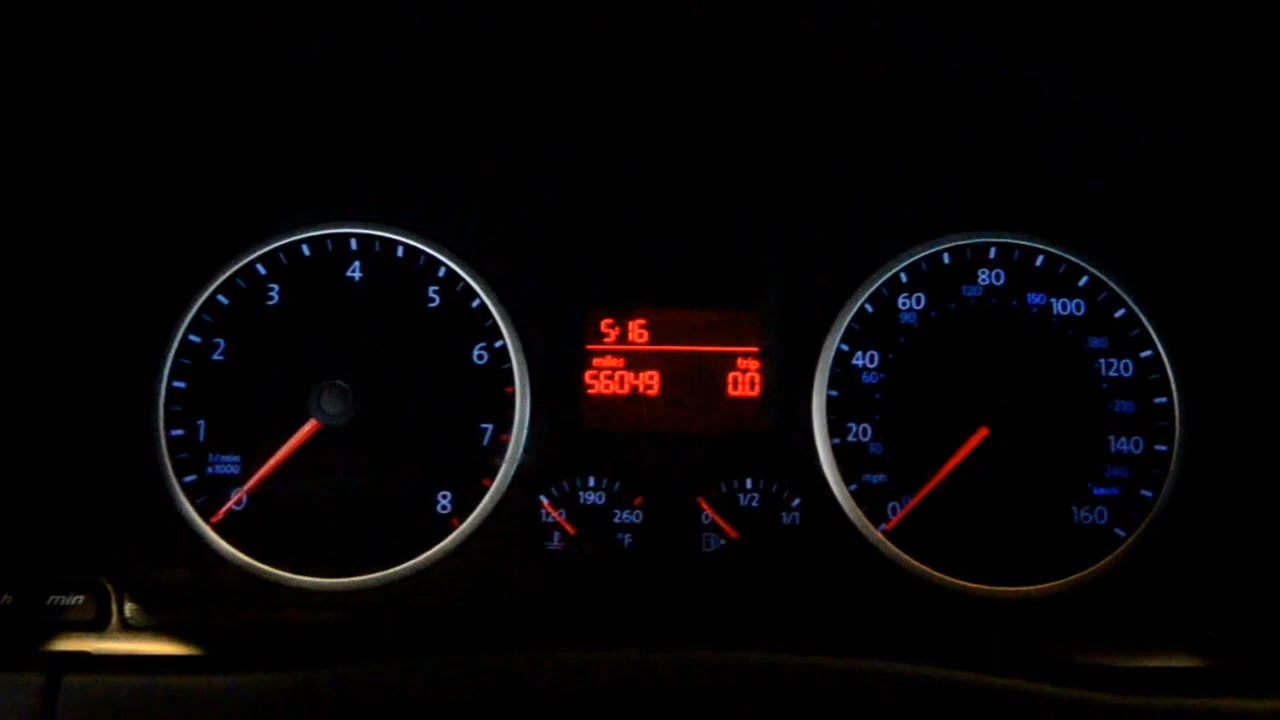 1 2 3 4 5 6 7 8
0
1/min
x1000
5:16
miles trip
56049 0.0
120 190 260
°F
0 1/2 1/1
0 20 40 60 80 100 120 140 160
mph
0 30 60 90 120 150 180 210 240
km/h
h min